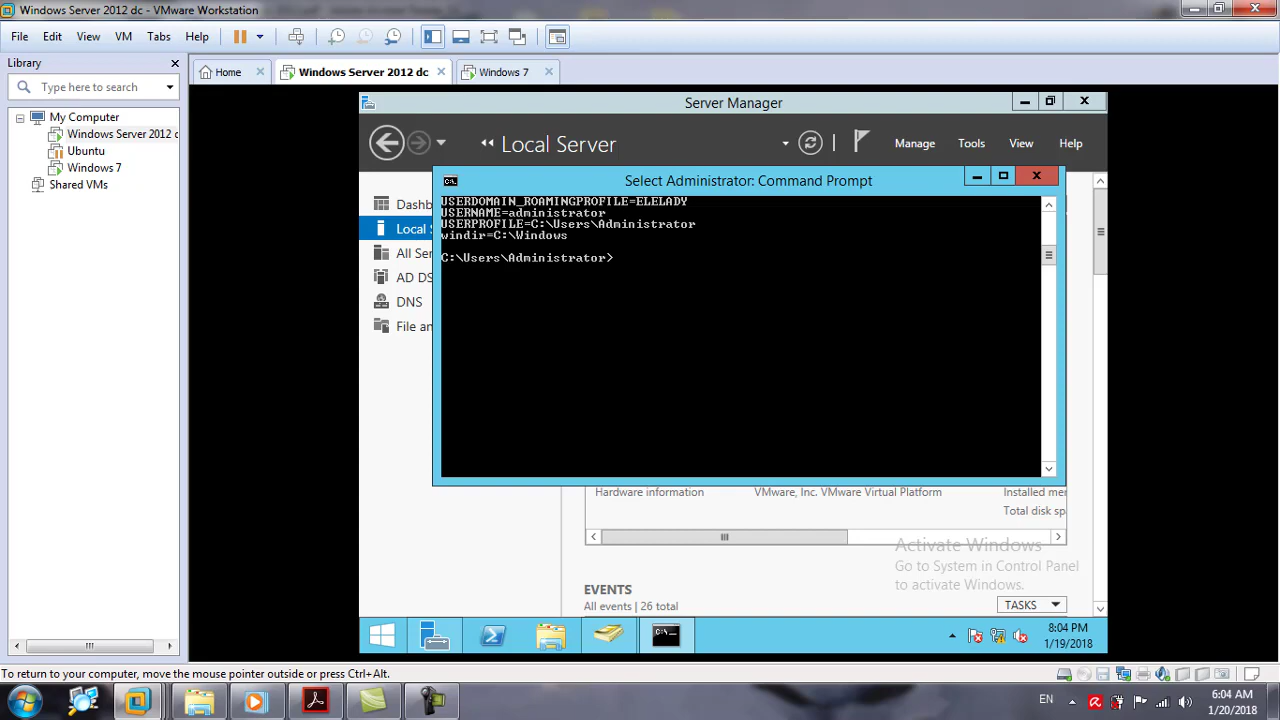 Windows Server 2012 dc - VMware Workstation
File Edit View VM Tabs Help
Library
Home
Windows Server 2012 dc
Windows 7
Type here to search
My Computer
Windows Server 2012 d
Ubuntu
Windows 7
Shared VMs
Server Manager
Local Server
Manage Tools View Help
Dashb
Local
All Ser
AD DS
DNS
File an
Select Administrator: Command Prompt
USERDOMAIN_ROAMINGPROFILE=ELELADY
USERNAME=administrator
USERPROFILE=C:\Users\Administrator
windir=C:\Windows
C:\Users\Administrator>
Hardware information VMware, Inc. VMware Virtual Platform Installed mer
Total disk sp
Activate Windows
Go to System in Control Panel
to activate Windows.
EVENTS
All events | 26 total
TASKS
8:04 PM
1/19/2018
To return to your computer, move the mouse pointer outside or press Ctrl+Alt.
EN
6:04 AM
1/20/2018